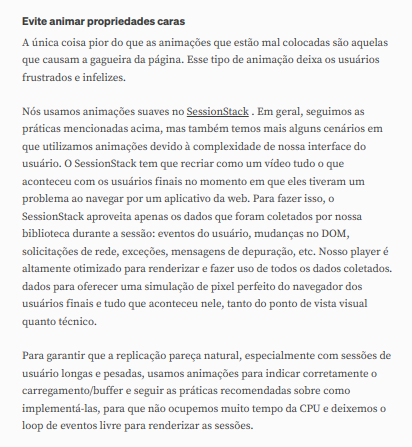 Evite animar propriedades caras
A única coisa pior do que as animações que estão mal colocadas são aquelas
que causam a gagueira da página. Esse tipo de animação deixa os usuários
frustrados e infelizes.
Nós usamos animações suaves no SessionStack . Em geral, seguimos as
práticas mencionadas acima, mas também temos mais alguns cenários em
que utilizamos animações devido à complexidade de nossa interface do
usuário. O SessionStack tem que recriar como um vídeo tudo o que
aconteceu com os usuários finais no momento em que eles tiveram um
problema ao navegar por um aplicativo da web. Para fazer isso, o
SessionStack aproveita apenas os dados que foram coletados por nossa
biblioteca durante a sessão: eventos do usuário, mudanças no DOM,
solicitações de rede, exceções, mensagens de depuração, etc. Nosso player é
altamente otimizado para renderizar e fazer uso de todos os dados coletados.
dados para oferecer uma simulação de pixel perfeito do navegador dos
usuários finais e tudo que aconteceu nele, tanto do ponto de vista visual
quanto técnico.
Para garantir que a replicação pareça natural, especialmente com sessões de
usuário longas e pesadas, usamos animações para indicar corretamente o
carregamento/buffer e seguir as práticas recomendadas sobre como
implementá-las, para que não ocupemos muito tempo da CPU e deixemos o
loop de eventos livre para renderizar as sessões.